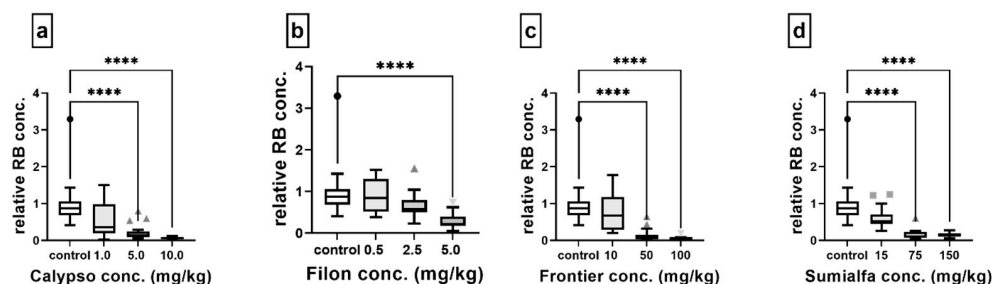 a
****
****
relative RB conc.
4
3
2
1
0
control 1.0 5.0 10.0
Calypso conc. (mg/kg)
b
****
relative RB conc.
4
3
2
1
0
control 0.5 2.5 5.0
Filon conc. (mg/kg)
c
****
****
relative RB conc.
4
3
2
1
0
control 10 50 100
Frontier conc. (mg/kg)
d
****
****
relative RB conc.
4
3
2
1
0
control 15 75 150
Sumialfa conc. (mg/kg)